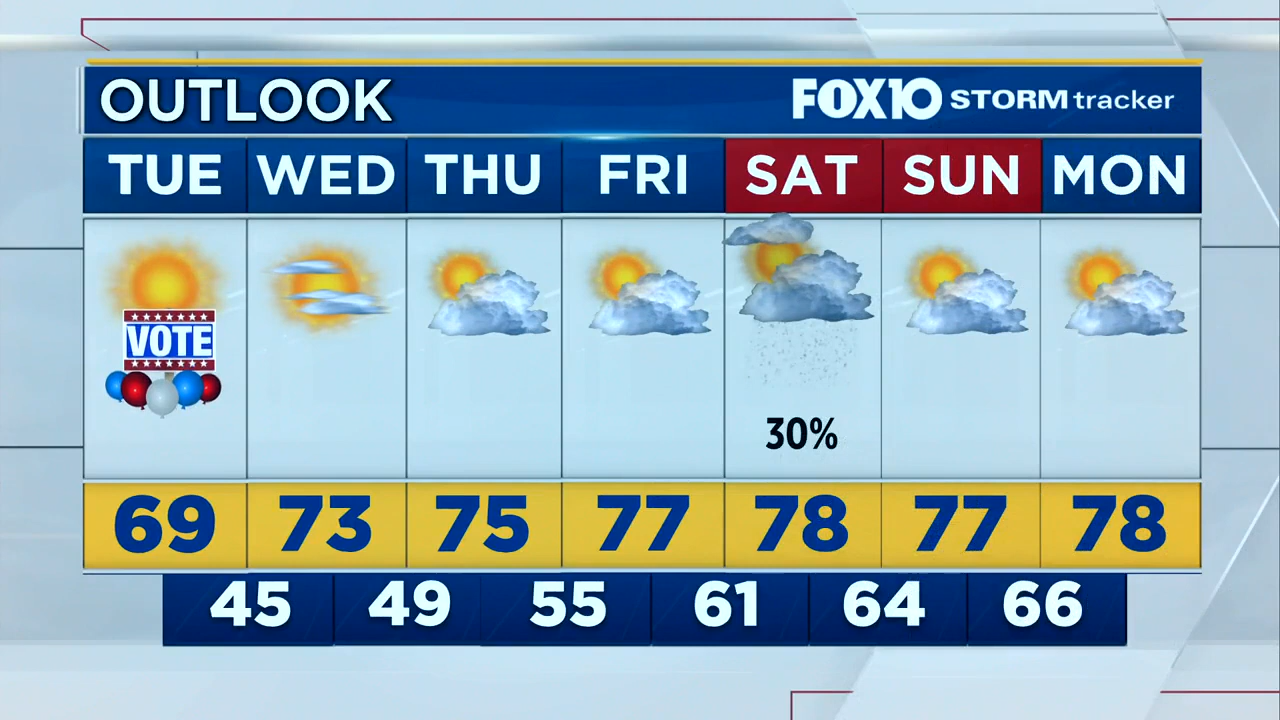 OUTLOOK FOX10 STORM tracker
TUE WED THU FRI SAT SUN MON
VOTE
30%
69 73 75 77 78 77 78
45 49 55 61 64 66